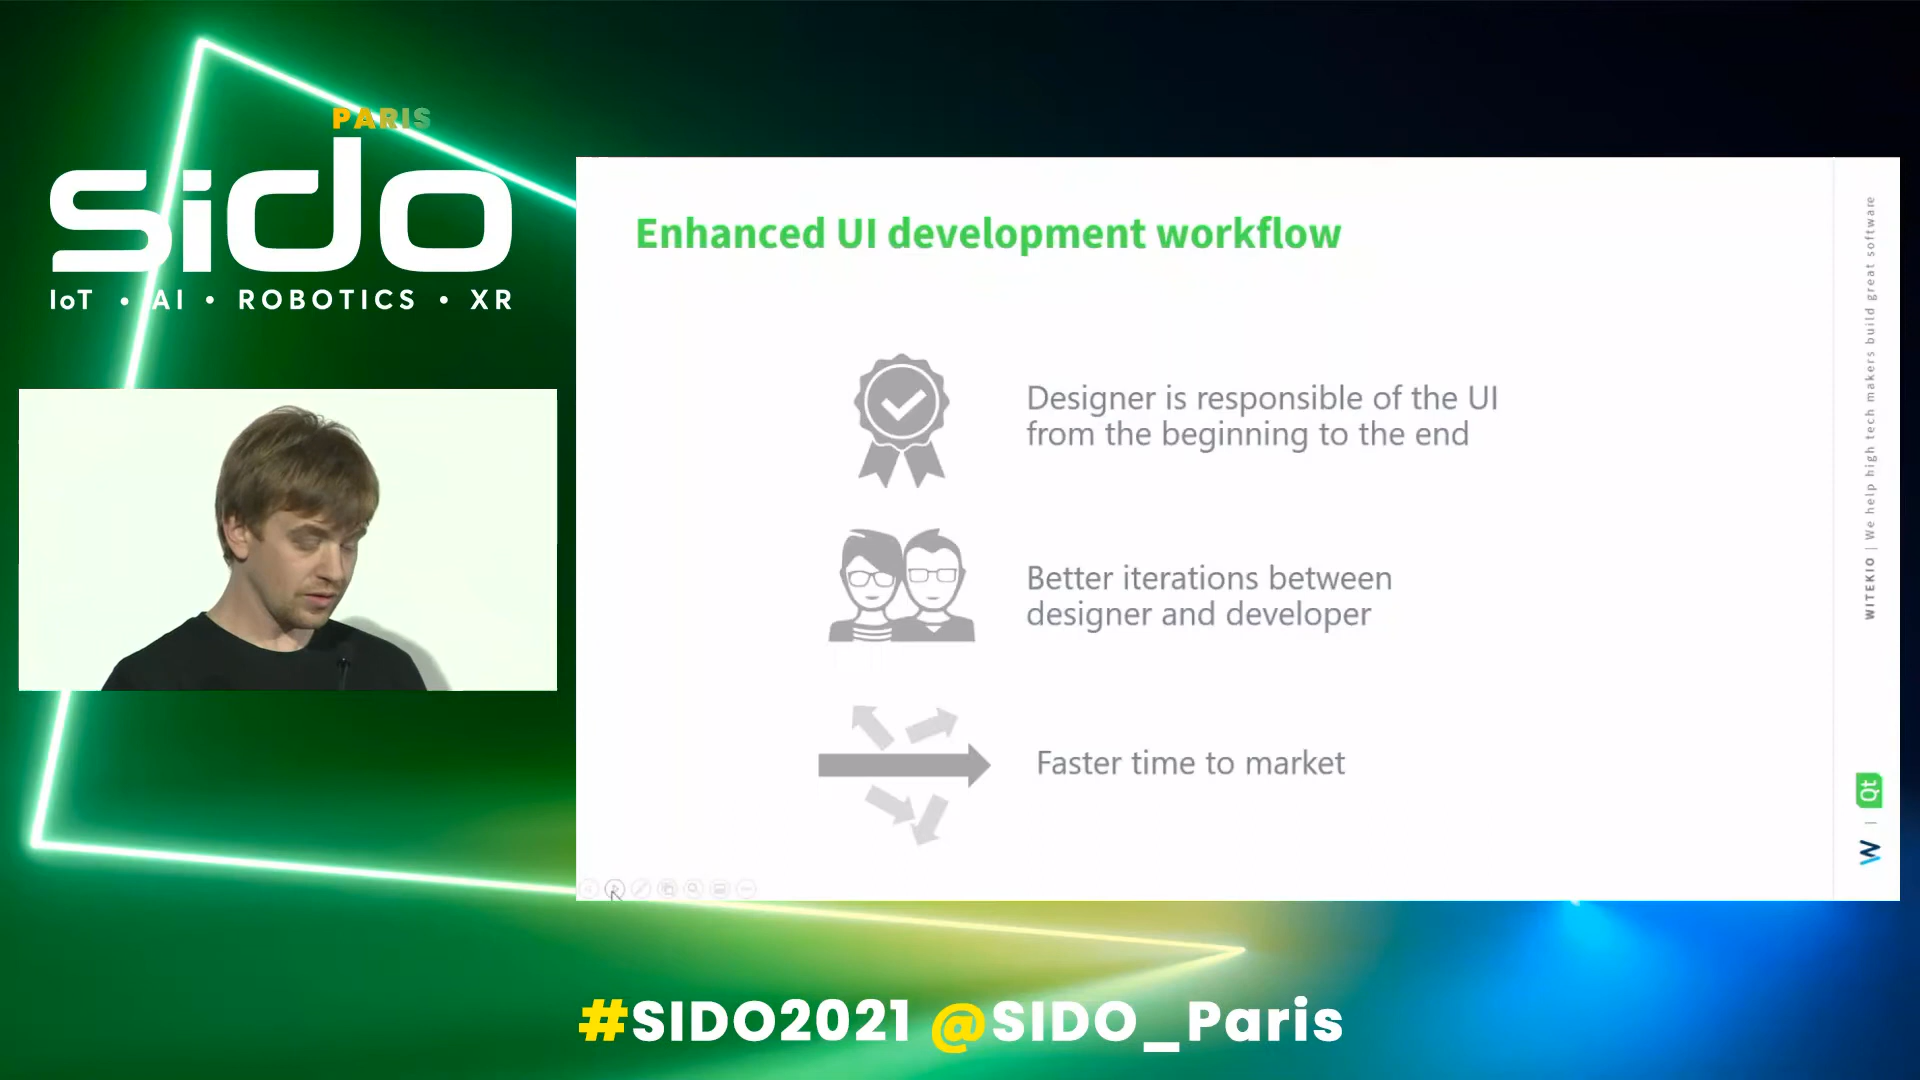 PARIS
sido
IoT • AI • ROBOTICS • XR
Enhanced UI development workflow
Designer is responsible of the UI
from the beginning to the end
Better iterations between
designer and developer
Faster time to market
WITEKIO | We help high tech makers build great software
W | Qt
#SIDO2021 @SIDO_Paris